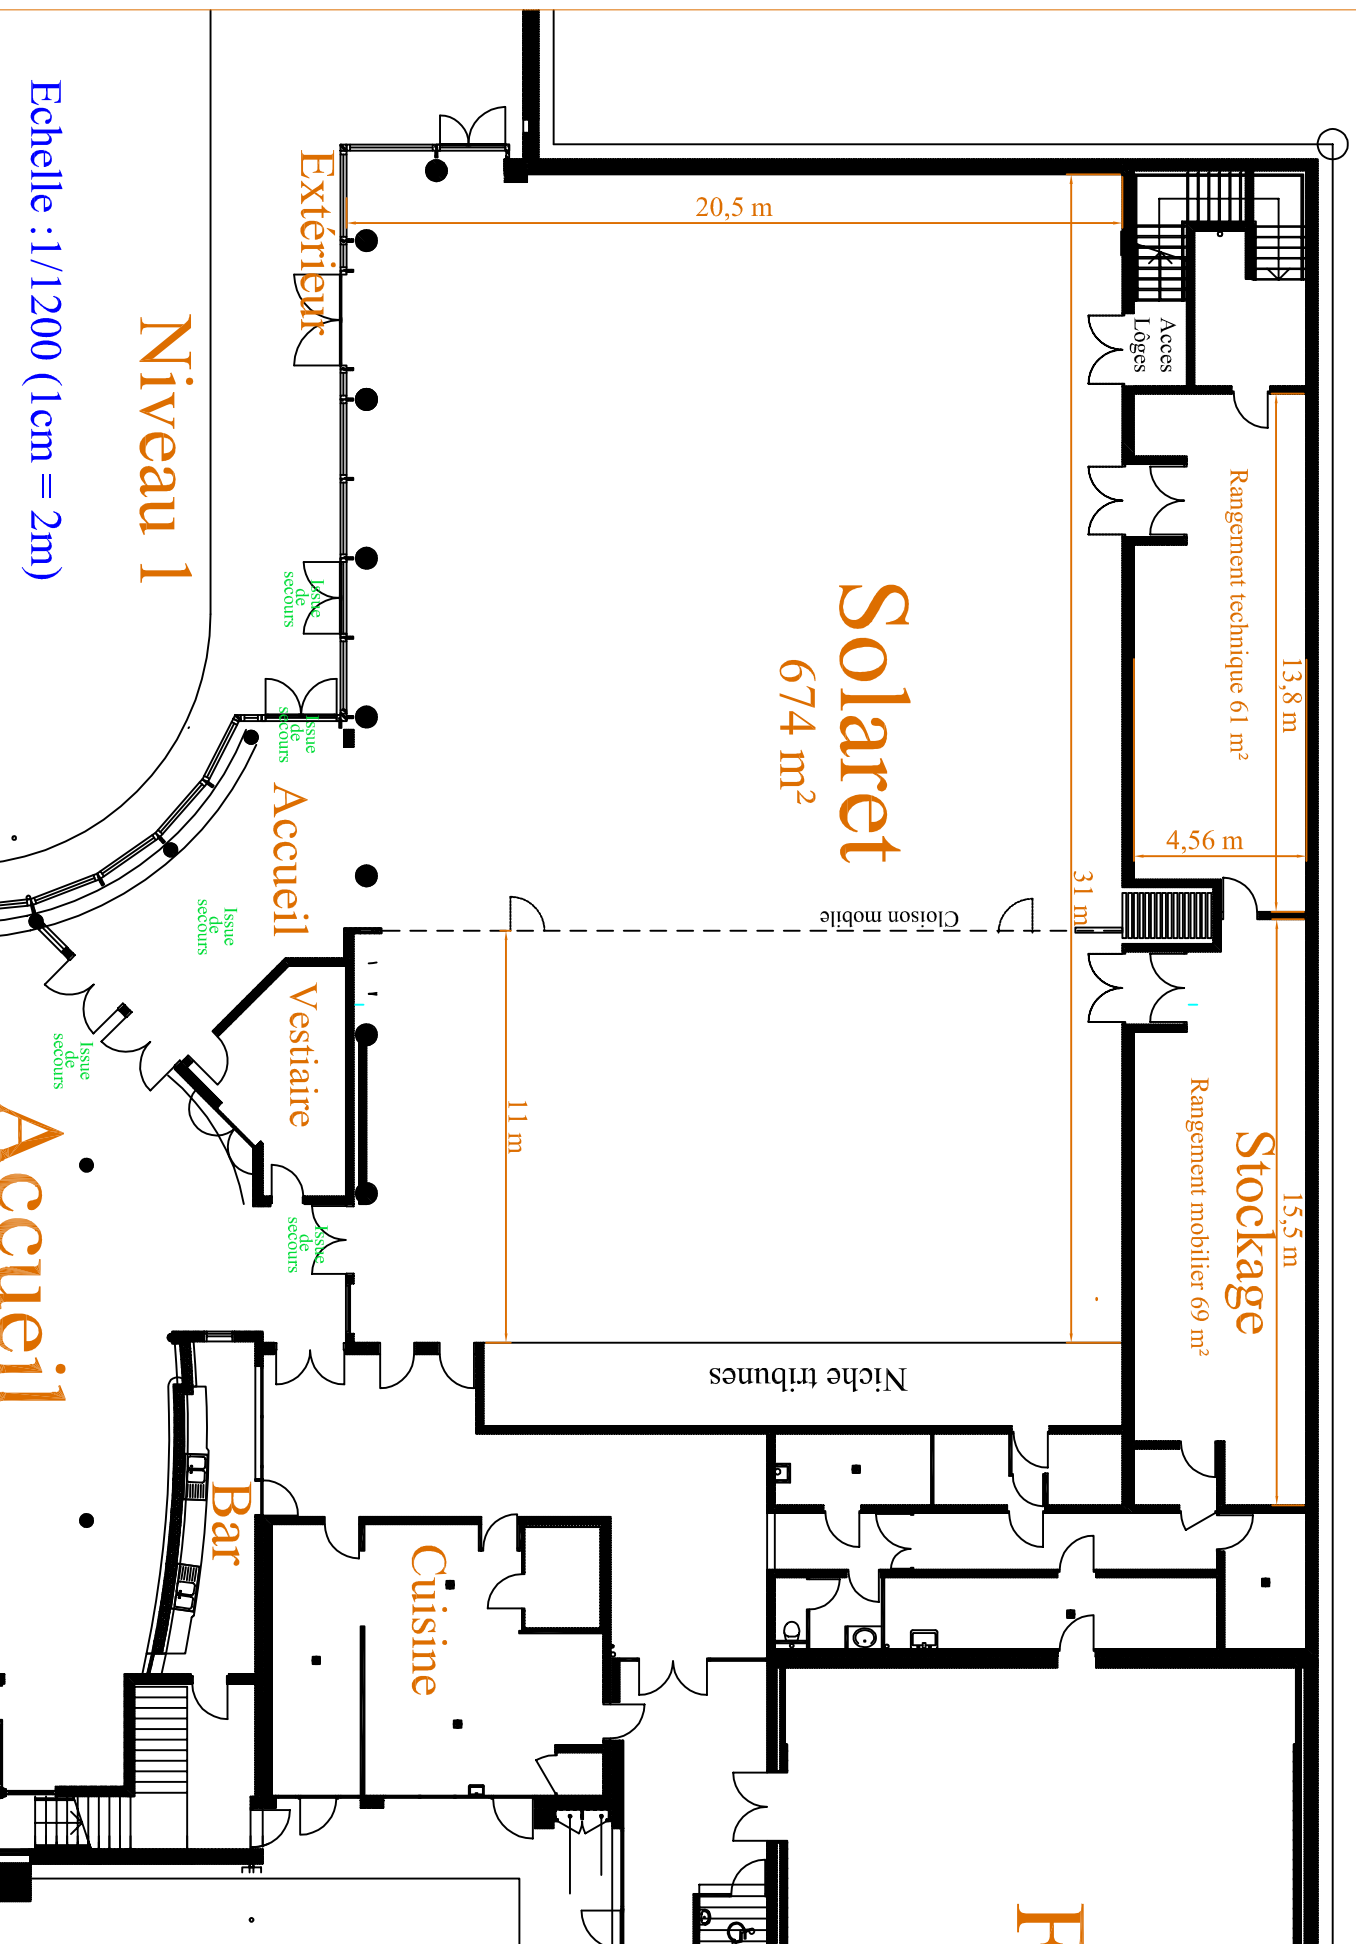 Echelle :1/1200 (1cm = 2m)
Niveau 1
Extérieur
20,5 m
Acces
Lôges
Rangement technique 61 m²
13,8 m
4,56 m
Solaret
674 m²
31 m
Issue
de
secours
Issue
de
secours
Accueil
Issue
de
secours
Cloison mobile
Vestiaire
Issue
de
secours
11 m
Stockage
Rangement mobilier 69 m²
15,5 m
Accueil
Issue
de
secours
Niche tribunes
Bar
Cuisine